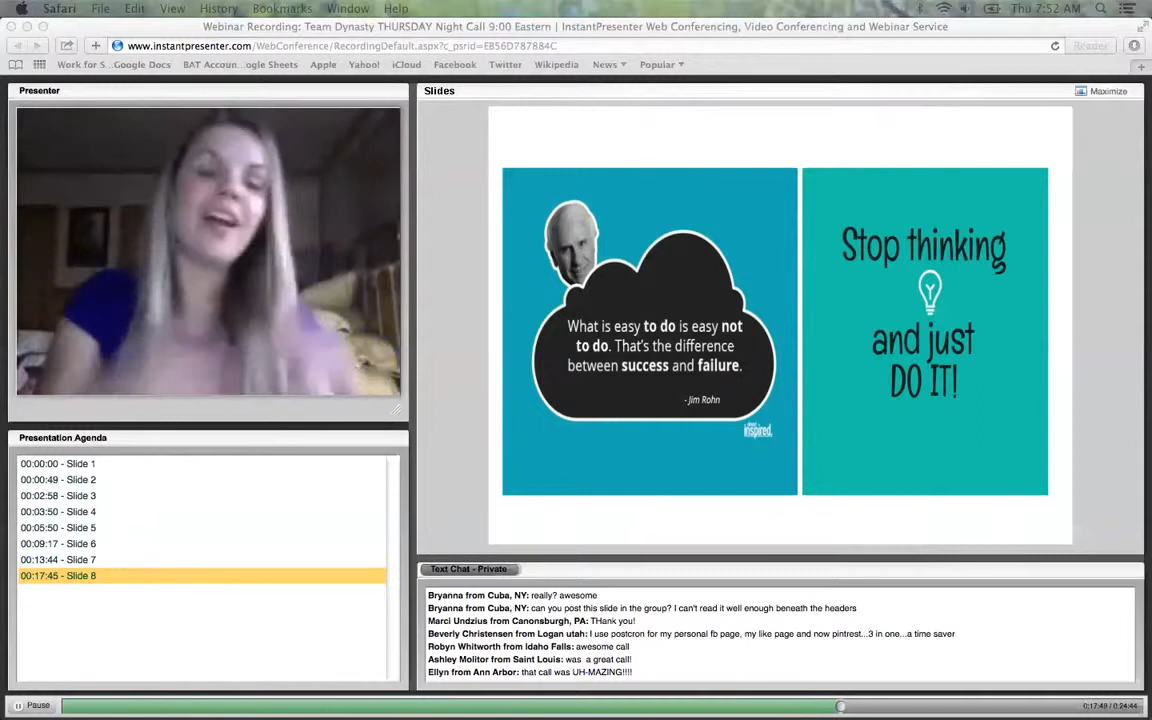 Safari File Edit View History Bookmarks Window Help Thu 7:52 AM
Webinar Recording: Team Dynasty THURSDAY Night Call 9:00 Eastern | InstantPresenter Web Conferencing, Video Conferencing and Webinar Service
www.instantpresenter.com/WebConference/RecordingDefault.aspx?c_psrid=EB56D787884C Reader
Work for S...Google Docs BAT Accoun...ogle Sheets Apple Yahoo! iCloud Facebook Twitter Wikipedia News Popular
Presenter
Slides
Maximize
What is easy to do is easy not
to do. That's the difference
between success and failure.
- Jim Rohn
inspired.
Stop thinking
and just
DO IT!
Presentation Agenda
00:00:00 - Slide 1
00:00:49 - Slide 2
00:02:58 - Slide 3
00:03:50 - Slide 4
00:05:50 - Slide 5
00:09:17 - Slide 6
00:13:44 - Slide 7
00:17:45 - Slide 8
Text Chat - Private
Bryanna from Cuba, NY: really? awesome
Bryanna from Cuba, NY: can you post this slide in the group? I can't read it well enough beneath the headers
Marci Undzius from Canonsburgh, PA: THank you!
Beverly Christensen from Logan utah: I use postcron for my personal fb page, my like page and now pintrest...3 in one...a time saver
Robyn Whitworth from Idaho Falls: awesome call
Ashley Molitor from Saint Louis: was a great call!
Ellyn from Ann Arbor: that call was UH-MAZING!!!!
Pause
0:17:49 / 0:24:44